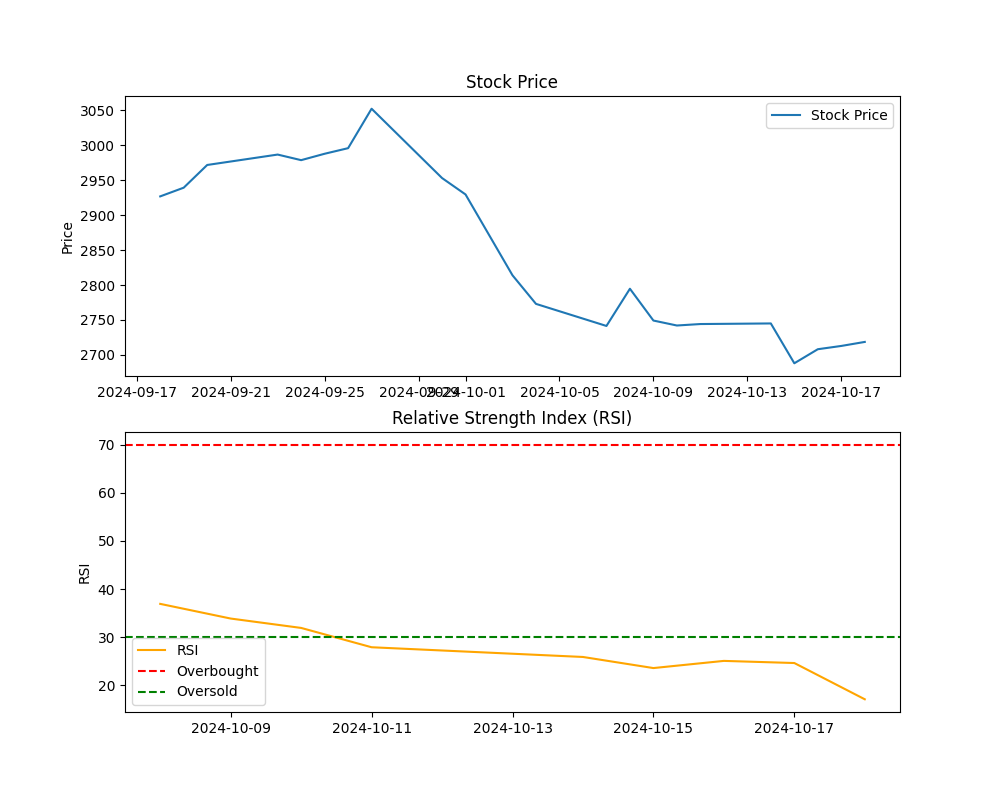 Stock Price
3050
3000
2950
2900
2850
2800
2750
2700
Price
Stock Price
2024-09-17 2024-09-21 2024-09-25 2024-09-29 2024-10-01 2024-10-05 2024-10-09 2024-10-13 2024-10-17
Relative Strength Index (RSI)
70
60
50
40
30
20
RSI
RSI
Overbought
Oversold
2024-10-09 2024-10-11 2024-10-13 2024-10-15 2024-10-17